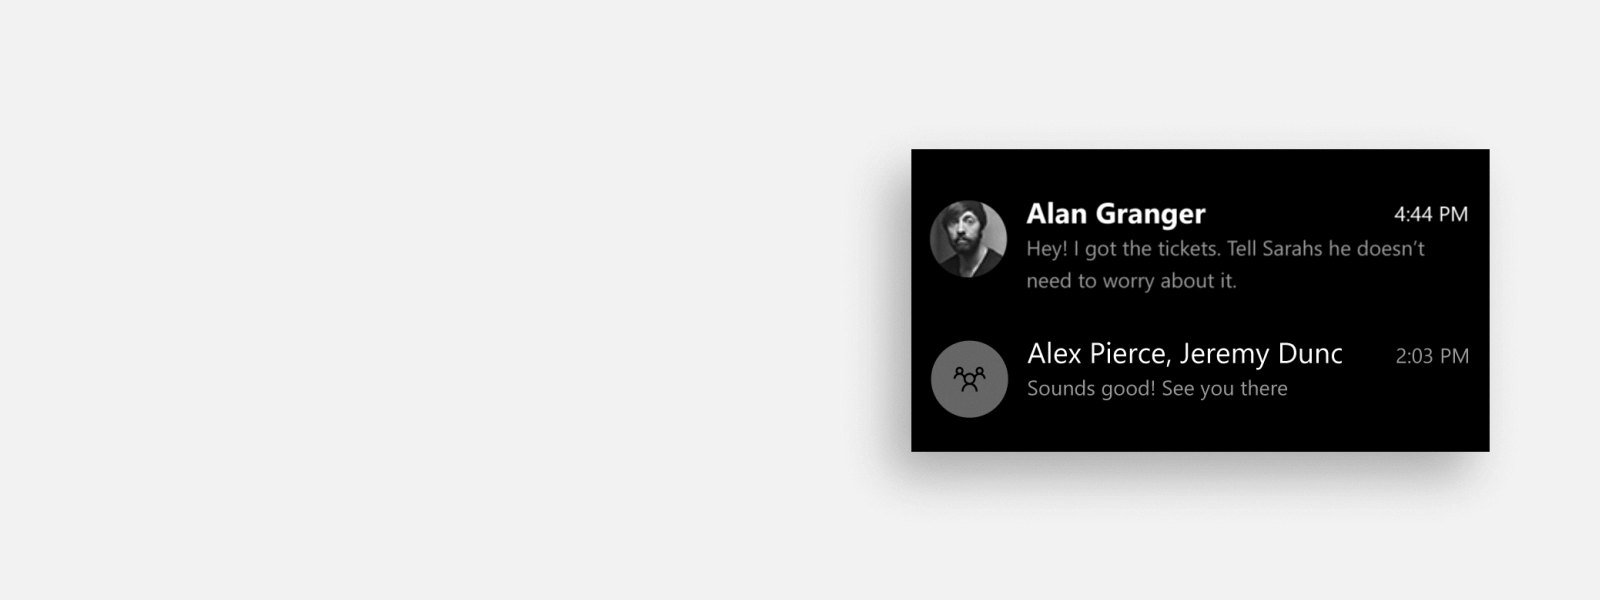 Alan Granger 4:44 PM
Hey! I got the tickets. Tell Sarahs he doesn’t
need to worry about it.
Alex Pierce, Jeremy Dunc 2:03 PM
Sounds good! See you there